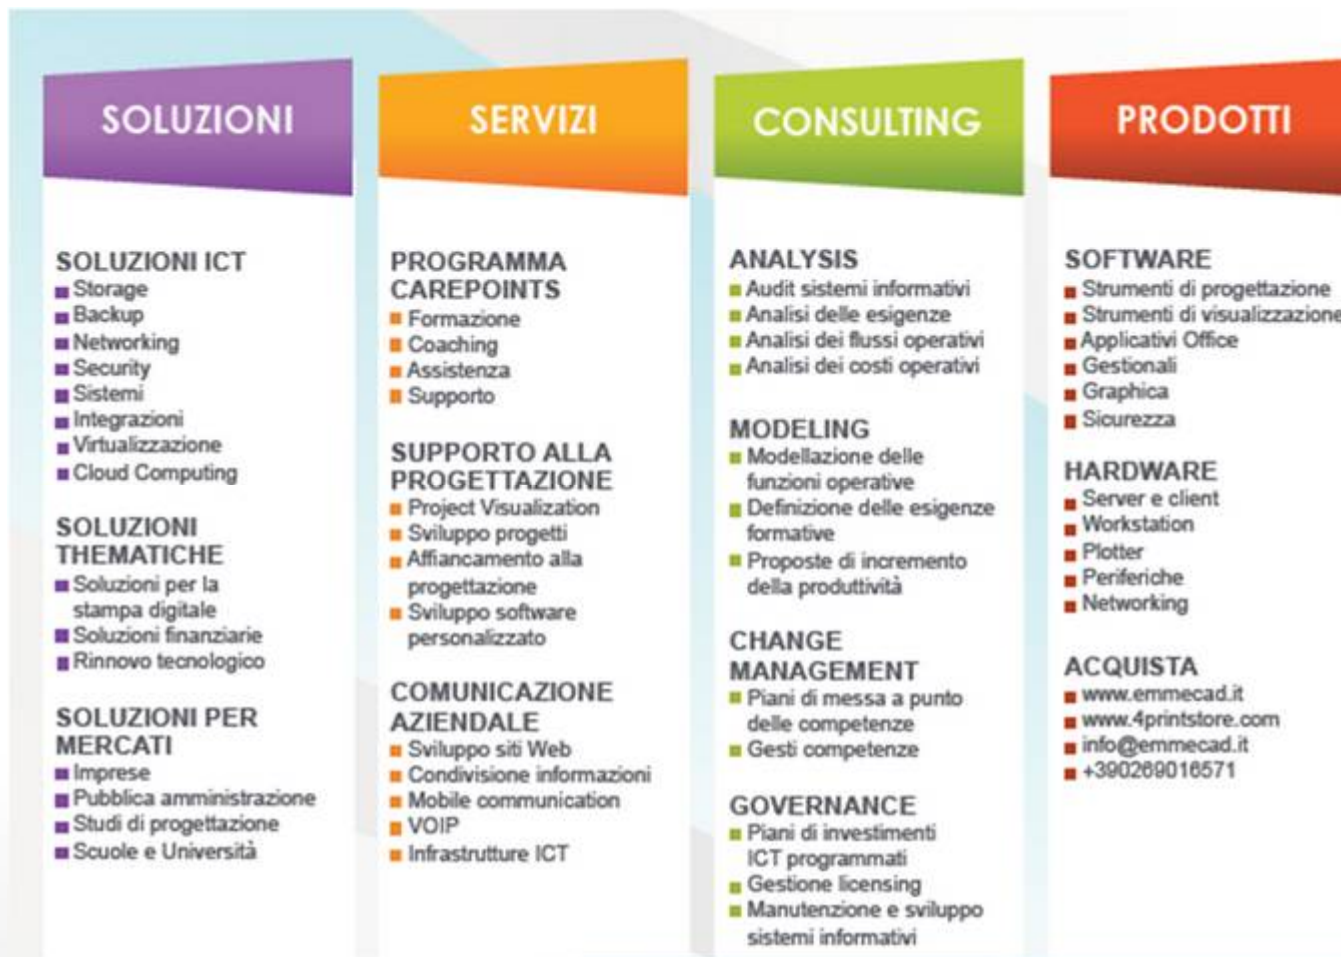 SOLUZIONI
SOLUZIONI ICT
Storage
Backup
Networking
Security
Sistemi
Integrazioni
Virtualizzazione
Cloud Computing
SOLUZIONI
THEMATICHE
Soluzioni per la
stampa digitale
Soluzioni finanziarie
Rinnovo tecnologico
SOLUZIONI PER
MERCATI
Imprese
Pubblica amministrazione
Studi di progettazione
Scuole e Università
SERVIZI
PROGRAMMA
CAREPOINTS
Formazione
Coaching
Assistenza
Supporto
SUPPORTO ALLA
PROGETTAZIONE
Project Visualization
Sviluppo progetti
Affiancamento alla
progettazione
Sviluppo software
personalizzato
COMUNICAZIONE
AZIENDALE
Sviluppo siti Web
Condivisione informazioni
Mobile communication
VOIP
Infrastrutture ICT
CONSULTING
ANALYSIS
Audit sistemi informativi
Analisi delle esigenze
Analisi dei flussi operativi
Analisi dei costi operativi
MODELING
Modellazione delle
funzioni operative
Definizione delle esigenze
formative
Proposte di incremento
della produttività
CHANGE
MANAGEMENT
Piani di messa a punto
delle competenze
Gesti competenze
GOVERNANCE
Piani di investimenti
ICT programmati
Gestione licensing
Manutenzione e sviluppo
sistemi informativi
PRODOTTI
SOFTWARE
Strumenti di progettazione
Strumenti di visualizzazione
Applicativi Office
Gestionali
Graphica
Sicurezza
HARDWARE
Server e client
Workstation
Plotter
Periferiche
Networking
ACQUISTA
www.emmecad.it
www.4printstore.com
info@emmecad.it
+390269016571